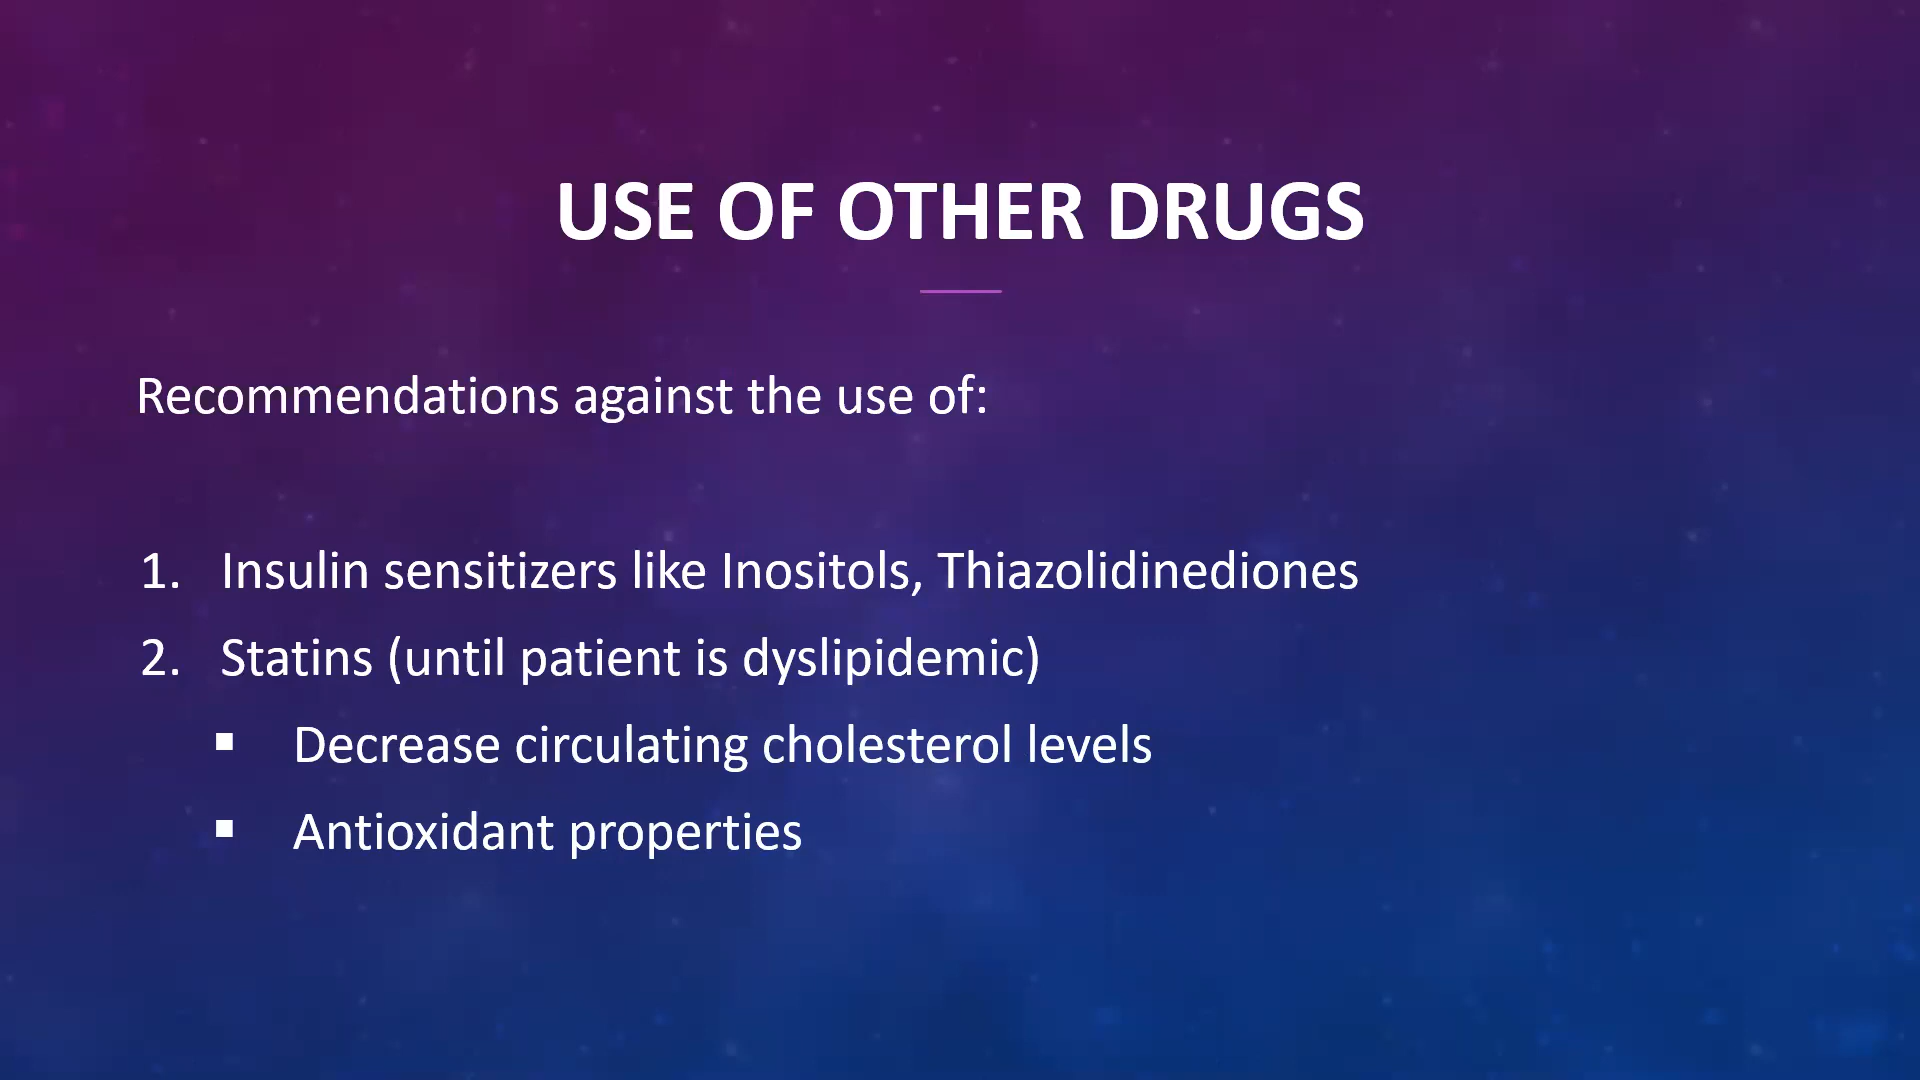 USE OF OTHER DRUGS
Recommendations against the use of:
1. Insulin sensitizers like Inositols, Thiazolidinediones
2. Statins (until patient is dyslipidemic)
▪ Decrease circulating cholesterol levels
▪ Antioxidant properties